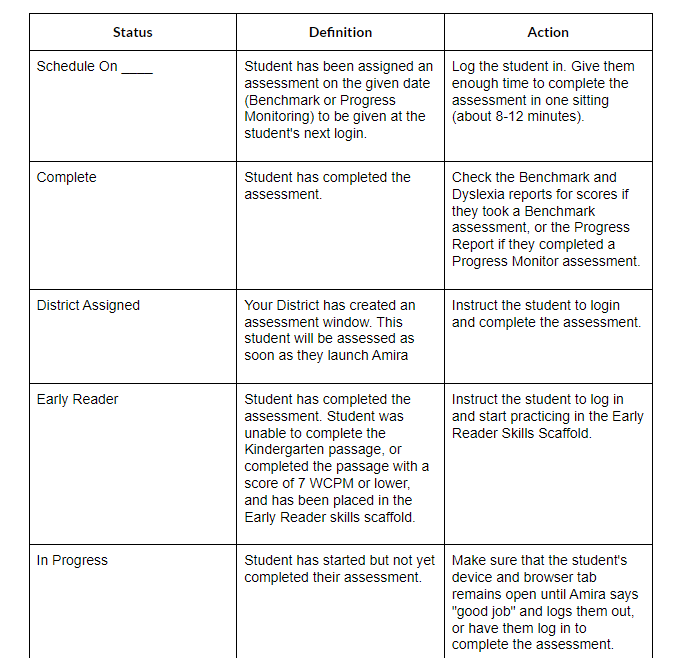 Status
Definition
Action
Schedule On ____
Student has been assigned an
assessment on the given date
(Benchmark or Progress
Monitoring) to be given at the
student's next login.
Log the student in. Give them
enough time to complete the
assessment in one sitting
(about 8-12 minutes).
Complete
Student has completed the
assessment.
Check the Benchmark and
Dyslexia reports for scores if
they took a Benchmark
assessment, or the Progress
Report if they completed a
Progress Monitor assessment.
District Assigned
Your District has created an
assessment window. This
student will be assessed as
soon as they launch Amira
Instruct the student to login
and complete the assessment.
Early Reader
Student has completed the
assessment. Student was
unable to complete the
Kindergarten passage, or
completed the passage with a
score of 7 WCPM or lower,
and has been placed in the
Early Reader skills scaffold.
Instruct the student to log in
and start practicing in the Early
Reader Skills Scaffold.
In Progress
Student has started but not yet
completed their assessment.
Make sure that the student's
device and browser tab
remains open until Amira says
"good job" and logs them out,
or have them log in to
complete the assessment.